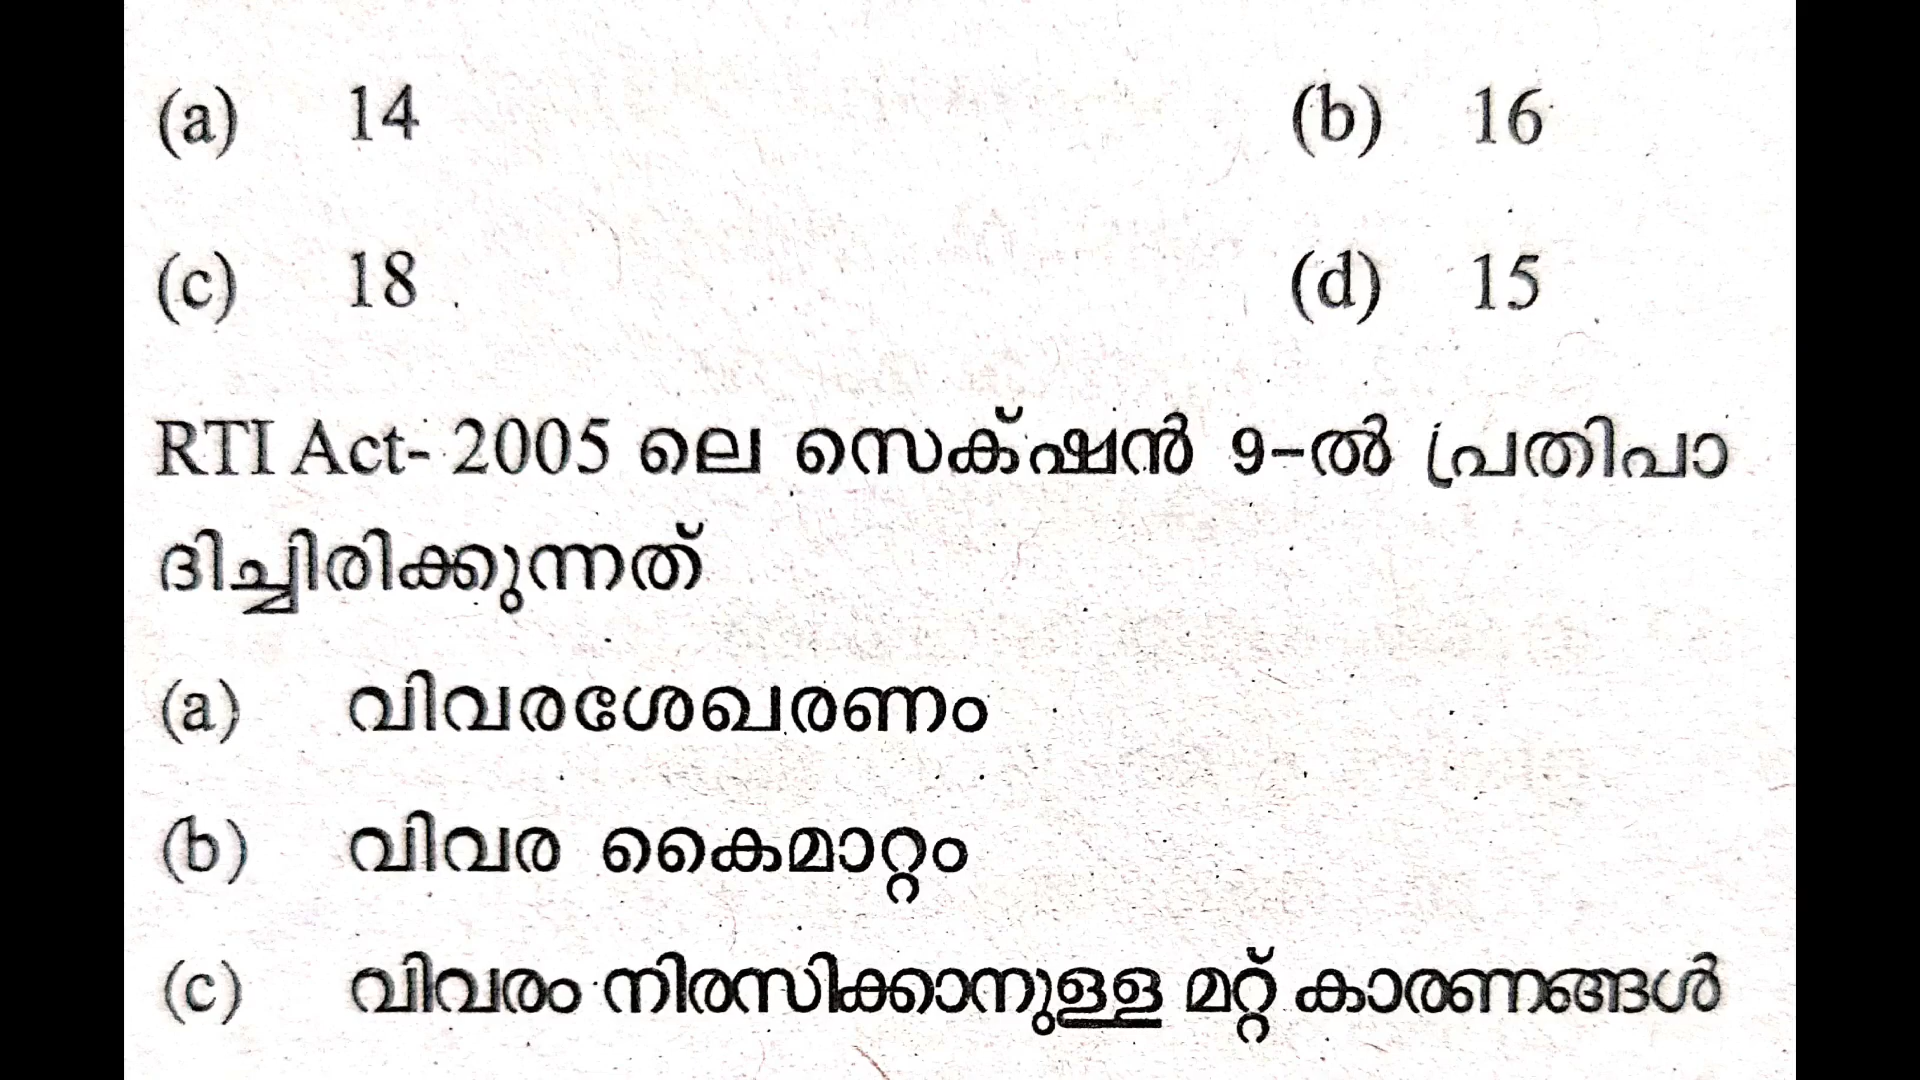 (a) 14 (b) 16
(c) 18 (d) 15
RTI Act- 2005 ലെ സെക്ഷൻ 9-ൽ പ്രതിപാ
ദിച്ചിരിക്കുന്നത്
(a) വിവരശേഖരണം
(b) വിവര കൈമാറ്റം
(c) വിവരം നിരസിക്കാനുള്ള മറ്റ് കാരണങ്ങൾ